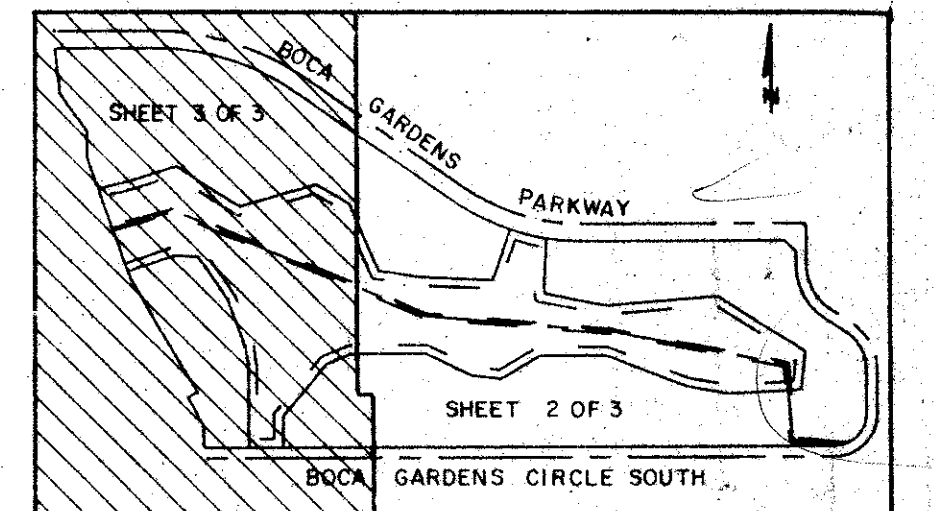 BOCA GARDENS PARKWAY
SHEET 3 OF 3
N
SHEET 2 OF 3
BOCA GARDENS CIRCLE SOUTH